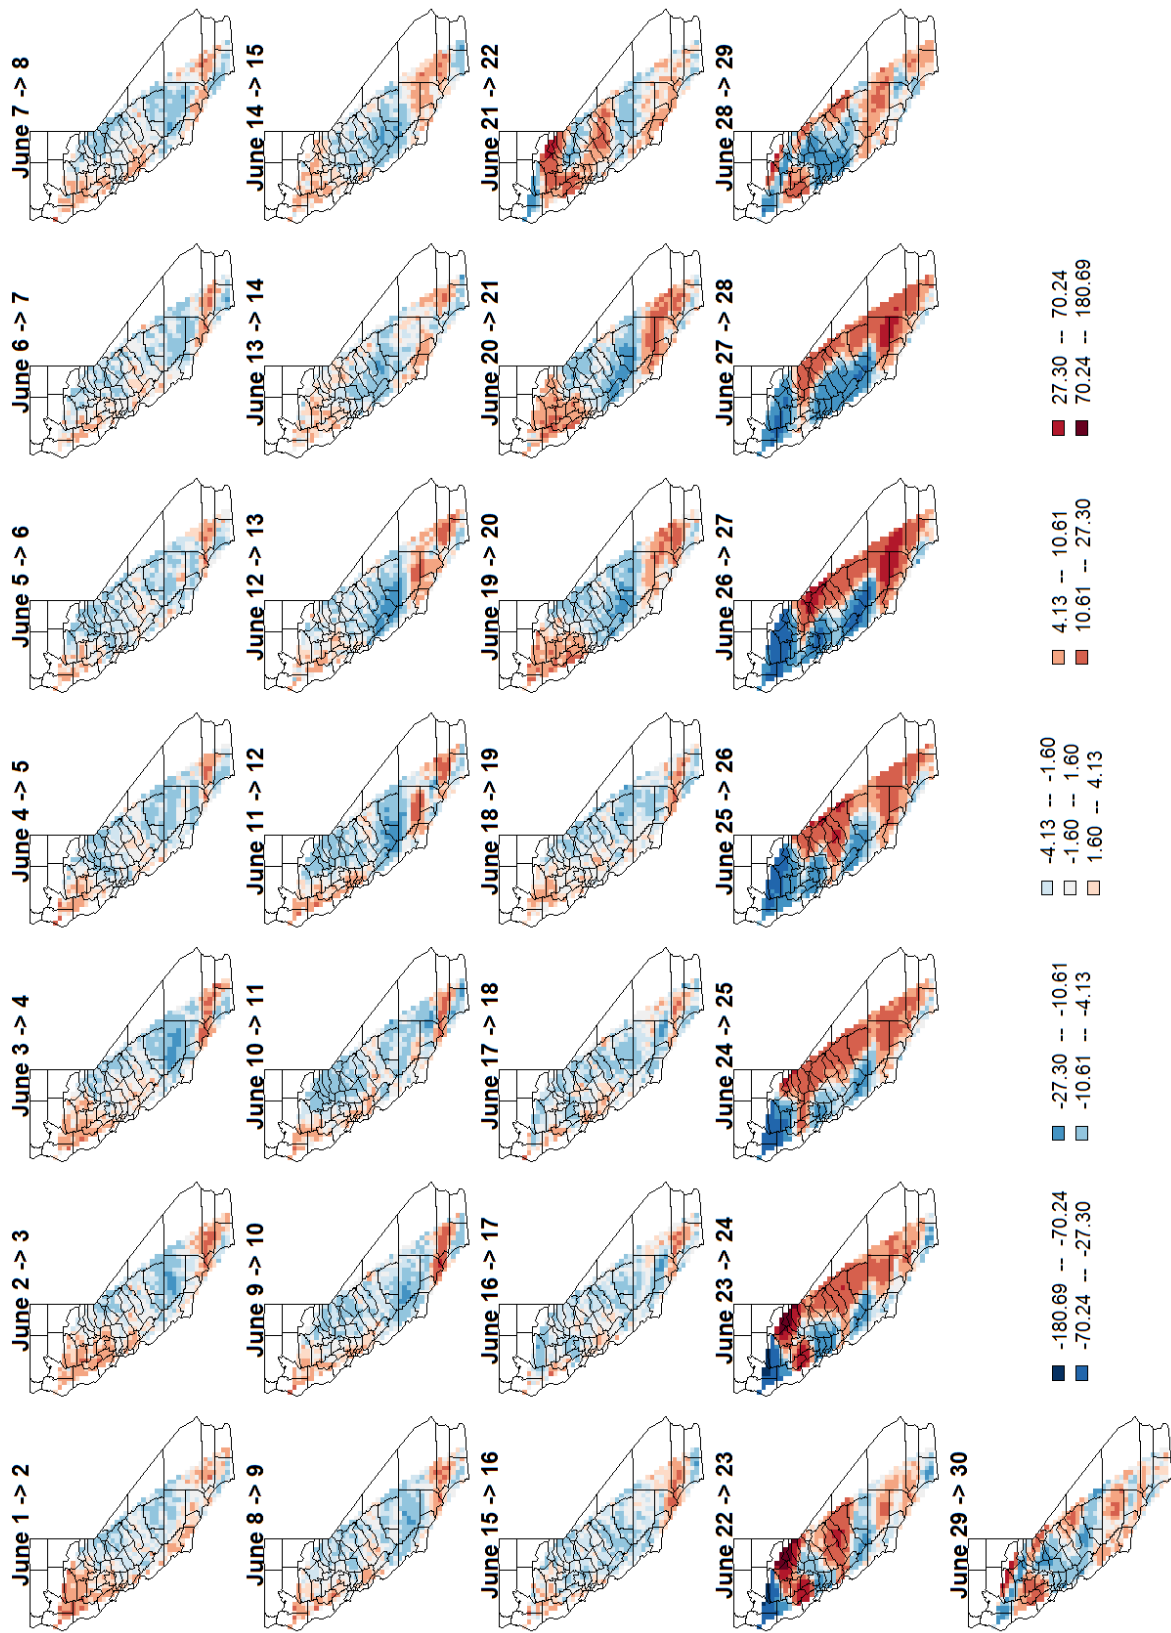 June 1 -> 2
June 2 -> 3
June 3 -> 4
June 4 -> 5
June 5 -> 6
June 6 -> 7
June 7 -> 8
June 8 -> 9
June 9 -> 10
June 10 -> 11
June 11 -> 12
June 12 -> 13
June 13 -> 14
June 14 -> 15
June 15 -> 16
June 16 -> 17
June 17 -> 18
June 18 -> 19
June 19 -> 20
June 20 -> 21
June 21 -> 22
June 22 -> 23
June 23 -> 24
June 24 -> 25
June 25 -> 26
June 26 -> 27
June 27 -> 28
June 28 -> 29
June 29 -> 30
-180.69 -- -70.24
-70.24 -- -27.30
-27.30 -- -10.61
-10.61 -- -4.13
-4.13 -- -1.60
-1.60 -- 1.60
1.60 -- 4.13
4.13 -- 10.61
10.61 -- 27.30
27.30 -- 70.24
70.24 -- 180.69